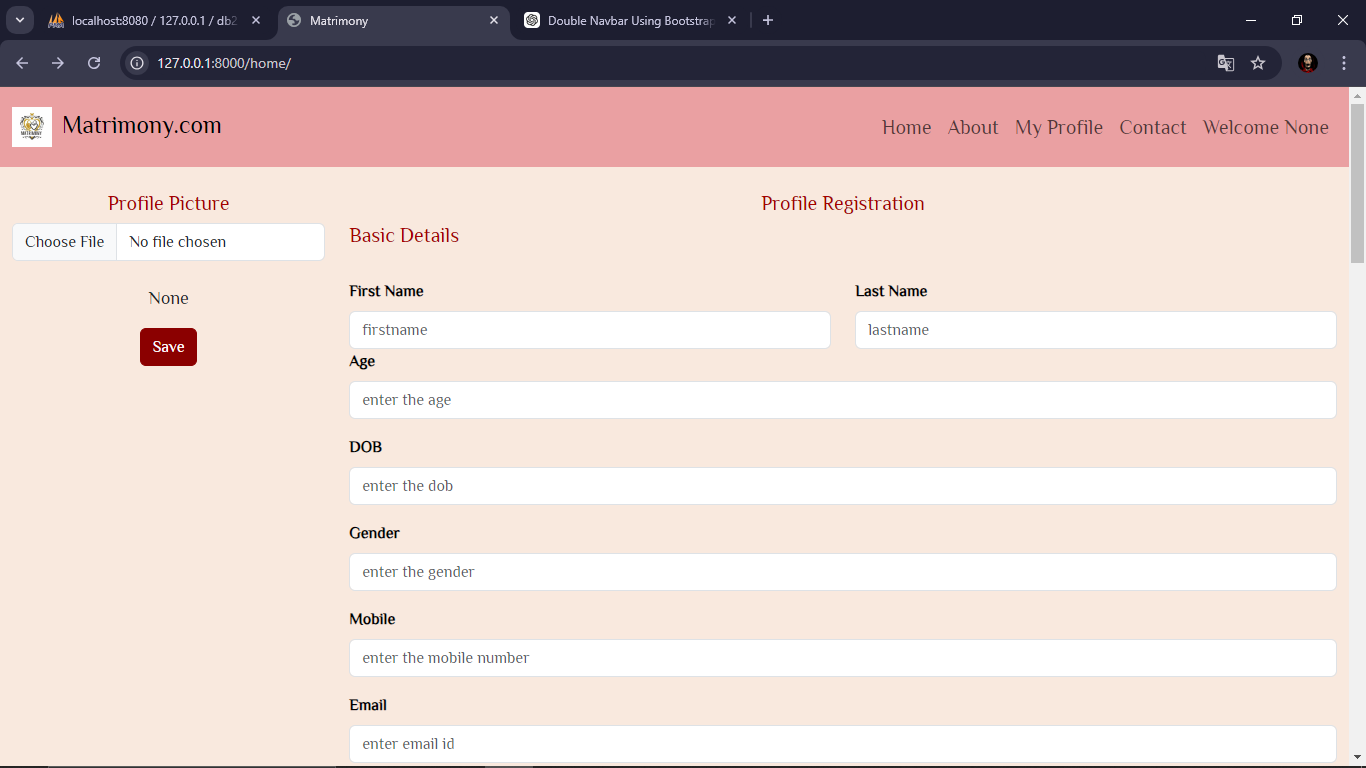 localhost:8080 / 127.0.0.1 / db2
Matrimony
Double Navbar Using Bootstrap
127.0.0.1:8000/home/
MATRIMONY
Matrimony.com
Home About My Profile Contact Welcome None
Profile Picture
Profile Registration
Choose File No file chosen
Basic Details
None
Save
First Name Last Name
firstname lastname
Age
enter the age
DOB
enter the dob
Gender
enter the gender
Mobile
enter the mobile number
Email
enter email id